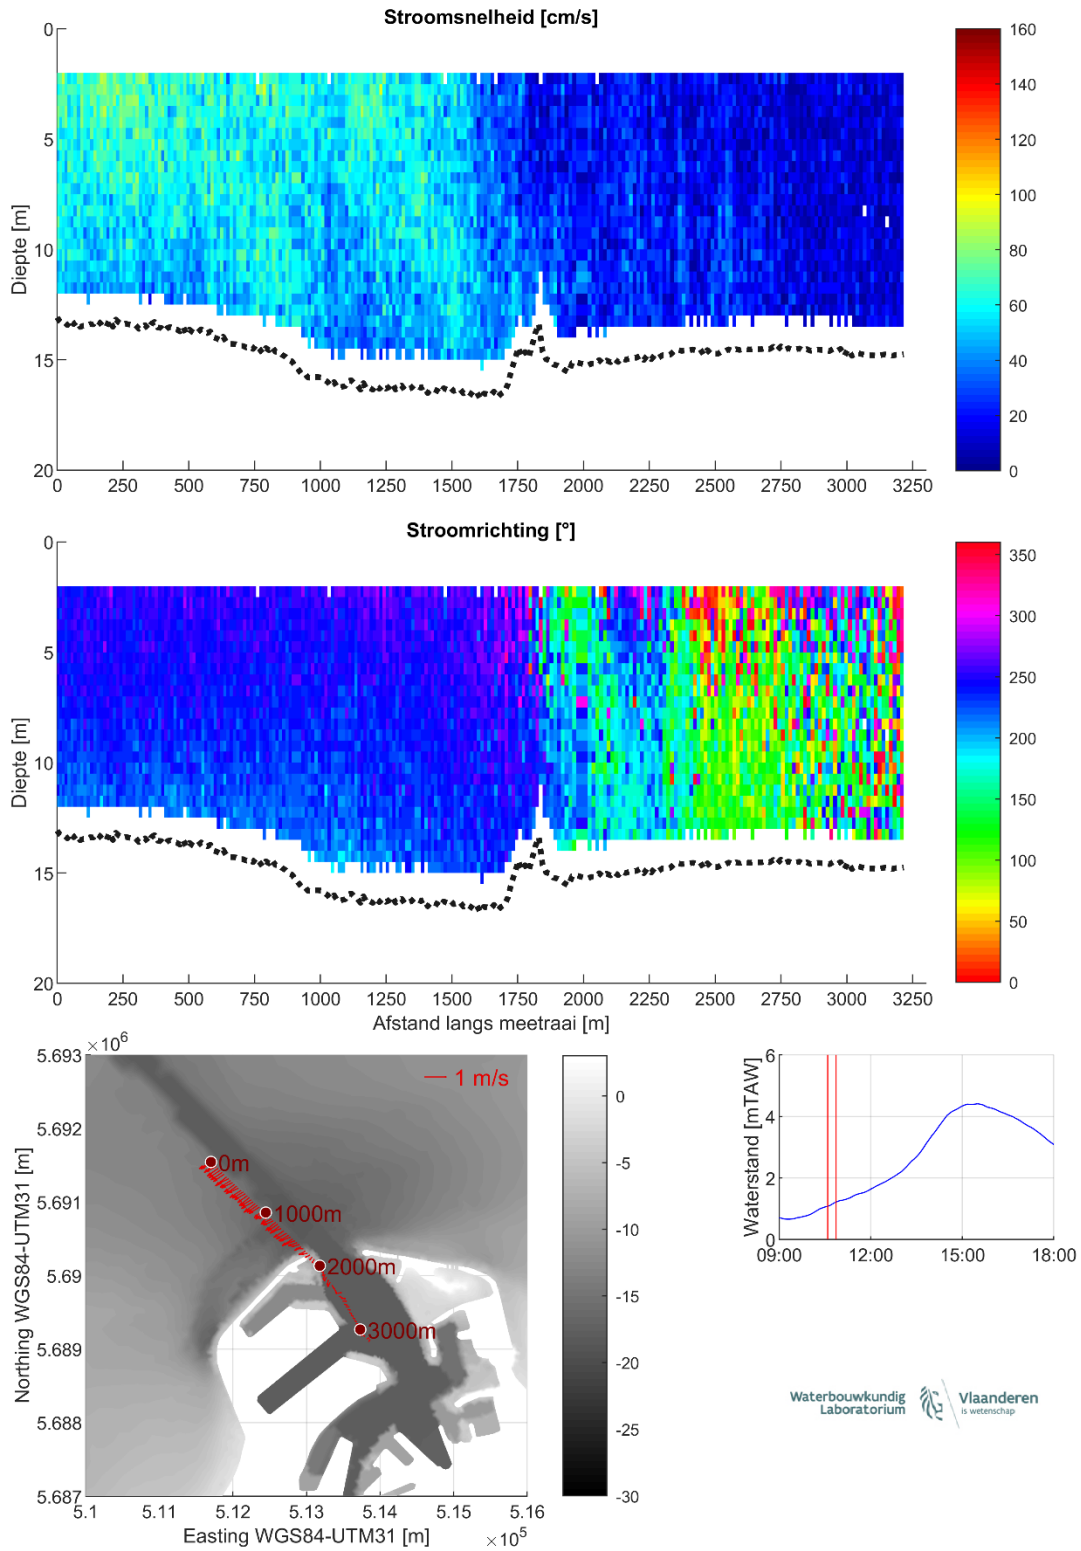 Stroomsnelheid [cm/s]
Diepte [m]
0
5
10
15
20
0 250 500 750 1000 1250 1500 1750 2000 2250 2500 2750 3000 3250
160
140
120
100
80
60
40
20
0
Stroomrichting [°]
Diepte [m]
0
5
10
15
20
0 250 500 750 1000 1250 1500 1750 2000 2250 2500 2750 3000 3250
Afstand langs meetraai [m]
350
300
250
200
150
100
50
0
×10⁶
Northing WGS84-UTM31 [m]
5.693
5.692
5.691
5.69
5.689
5.688
5.687
1 m/s
0m
1000m
2000m
3000m
5.1 5.11 5.12 5.13 5.14 5.15 5.16
Easting WGS84-UTM31 [m]
×10⁵
0
-5
-10
-15
-20
-25
-30
Waterstand [mTAW]
6
4
2
0
09:00 12:00 15:00 18:00
Waterbouwkundig
Laboratorium
Vlaanderen
is wetenschap